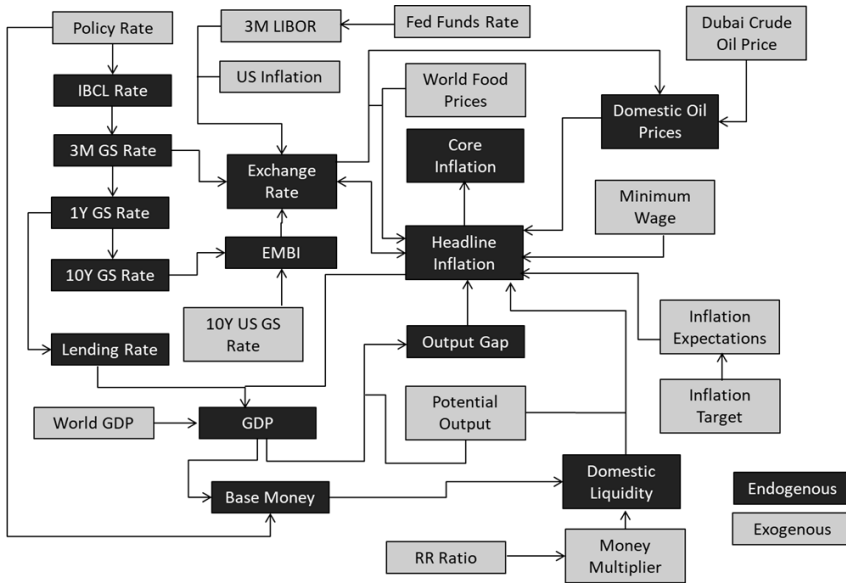 Policy Rate
3M LIBOR
Fed Funds Rate
Dubai Crude
Oil Price
US Inflation
World Food
Prices
IBCL Rate
Domestic Oil
Prices
Core
Inflation
3M GS Rate
Exchange
Rate
Minimum
Wage
1Y GS Rate
Headline
Inflation
EMBI
10Y GS Rate
10Y US GS
Rate
Inflation
Expectations
Lending Rate
Output Gap
Inflation
Target
World GDP
GDP
Potential
Output
Base Money
Domestic
Liquidity
Endogenous
Exogenous
RR Ratio
Money
Multiplier